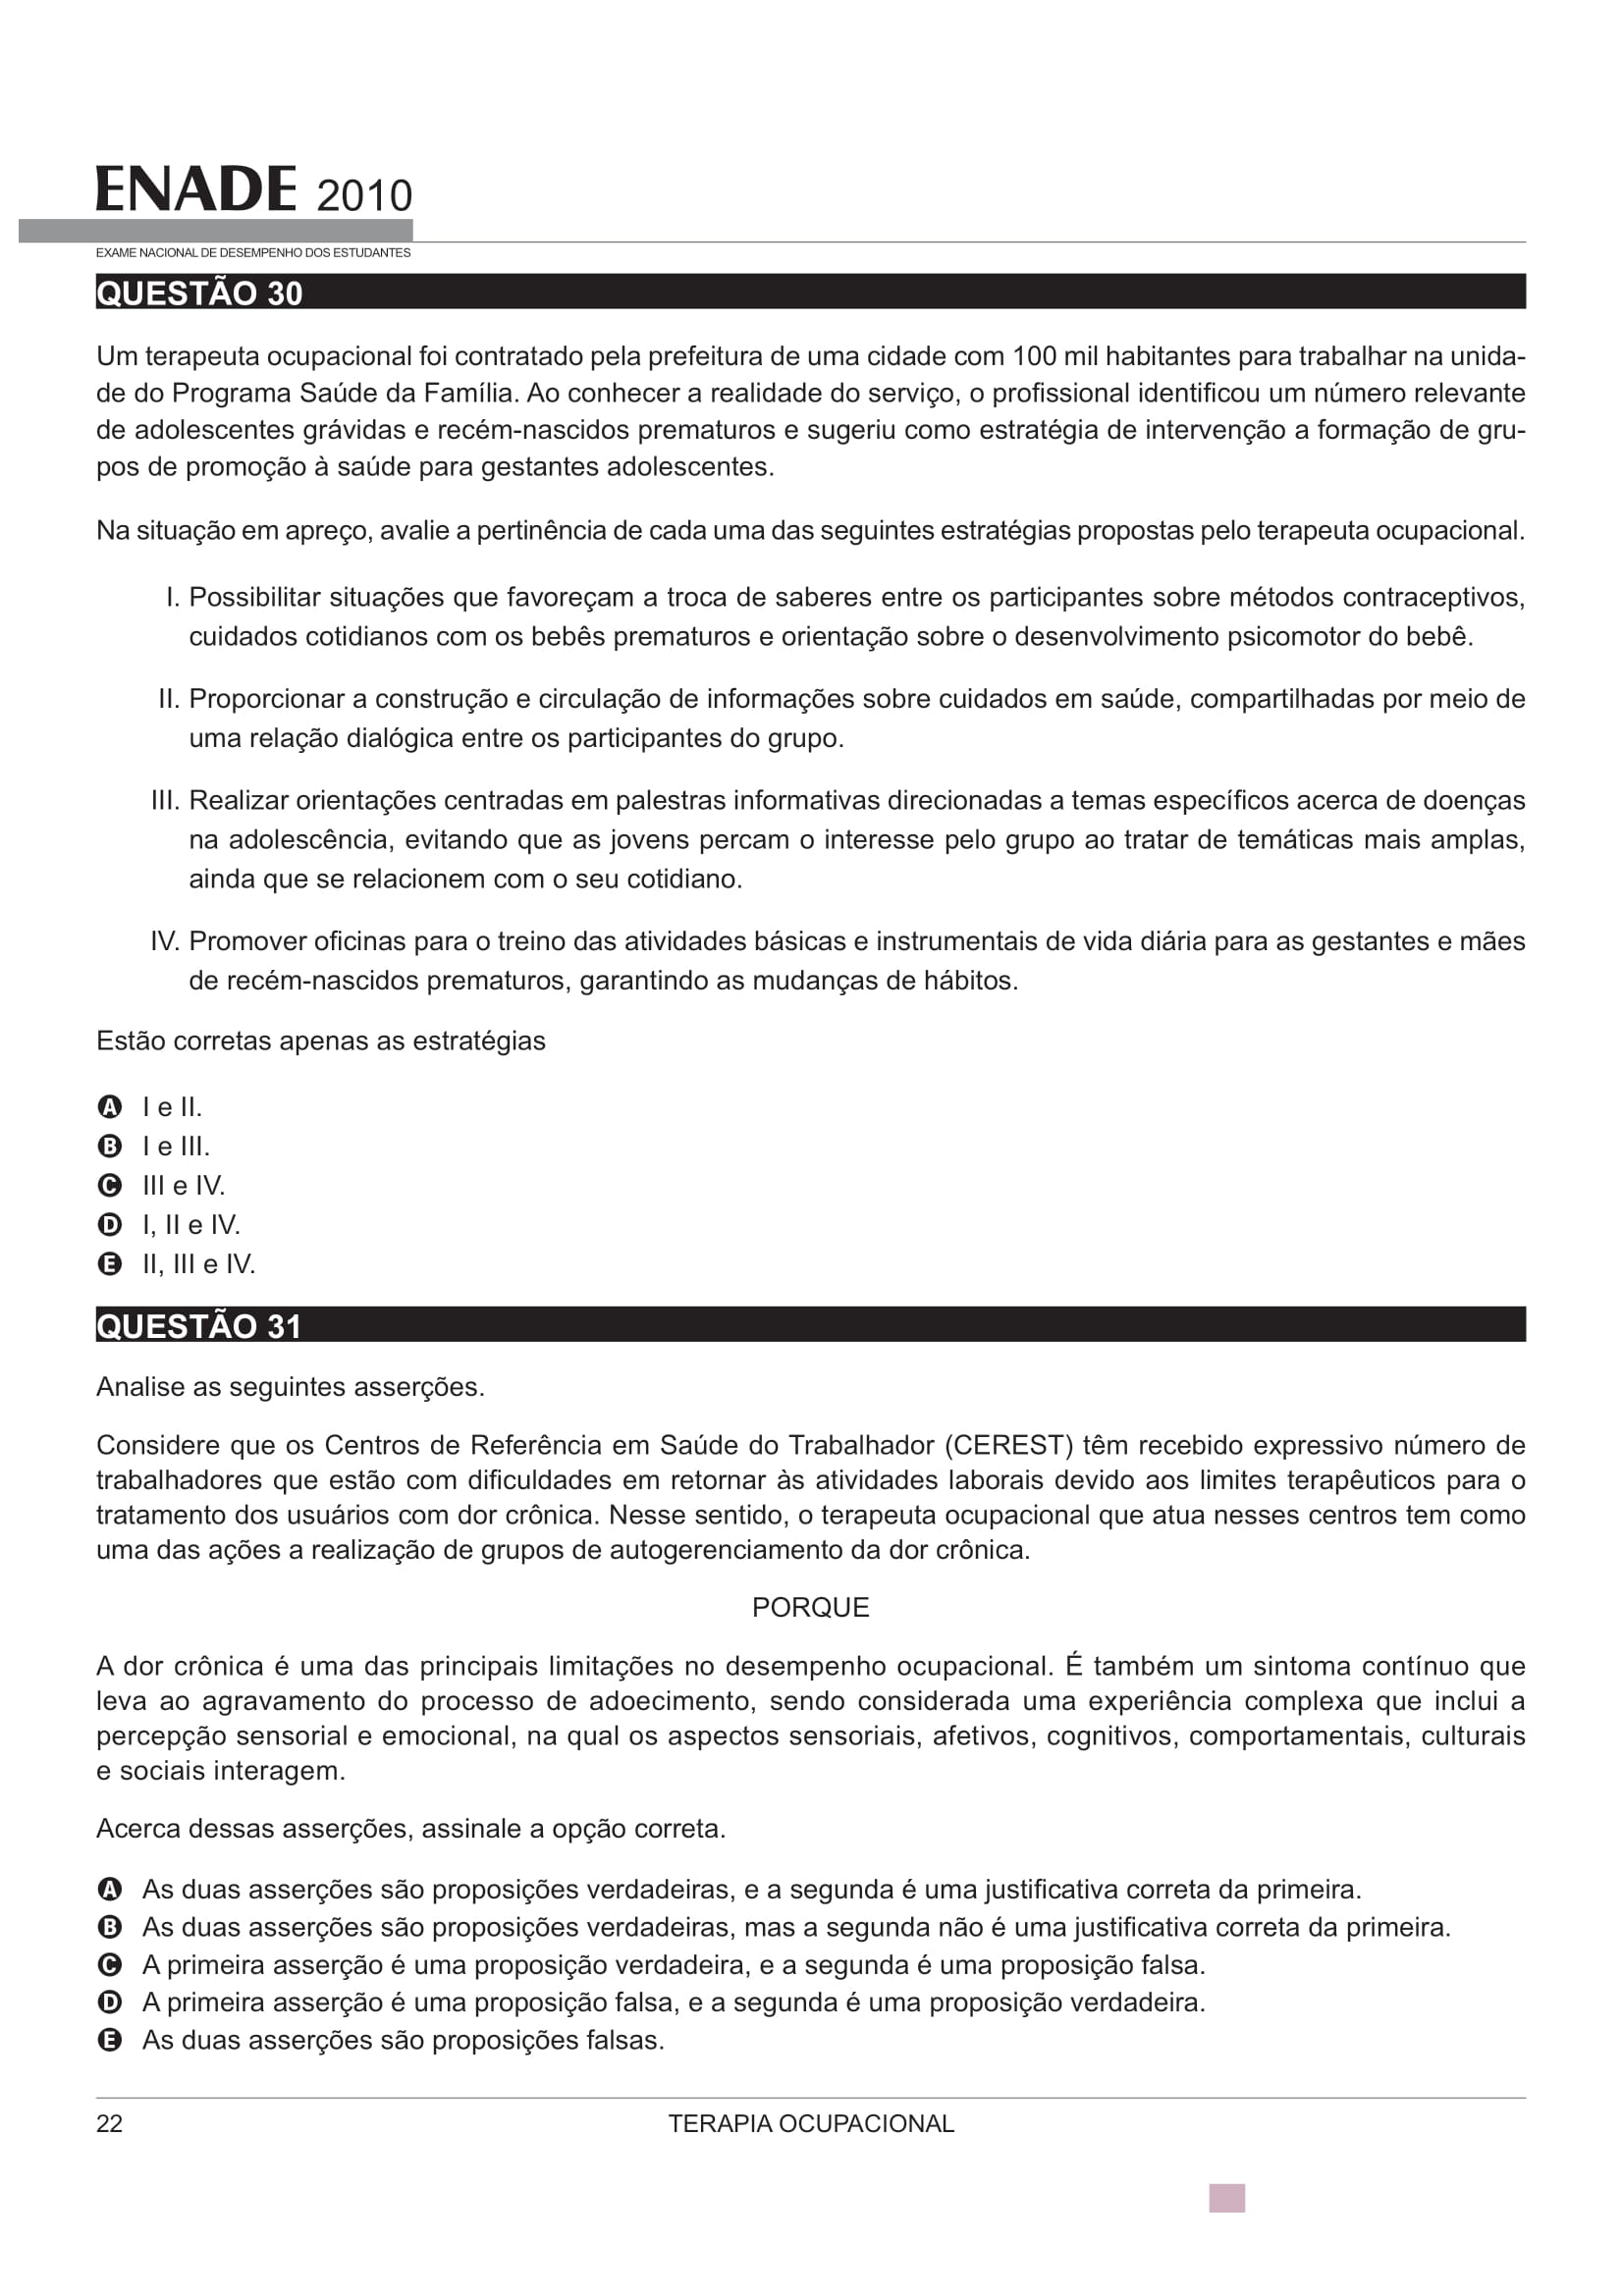 ENADE 2010
EXAME NACIONAL DE DESEMPENHO DOS ESTUDANTES
QUESTÃO 30
Um terapeuta ocupacional foi contratado pela prefeitura de uma cidade com 100 mil habitantes para trabalhar na unida-
de do Programa Saúde da Família. Ao conhecer a realidade do serviço, o profissional identificou um número relevante
de adolescentes grávidas e recém-nascidos prematuros e sugeriu como estratégia de intervenção a formação de gru-
pos de promoção à saúde para gestantes adolescentes.
Na situação em apreço, avalie a pertinência de cada uma das seguintes estratégias propostas pelo terapeuta ocupacional.
I. Possibilitar situações que favoreçam a troca de saberes entre os participantes sobre métodos contraceptivos,
cuidados cotidianos com os bebês prematuros e orientação sobre o desenvolvimento psicomotor do bebê.
II. Proporcionar a construção e circulação de informações sobre cuidados em saúde, compartilhadas por meio de
uma relação dialógica entre os participantes do grupo.
III. Realizar orientações centradas em palestras informativas direcionadas a temas específicos acerca de doenças
na adolescência, evitando que as jovens percam o interesse pelo grupo ao tratar de temáticas mais amplas,
ainda que se relacionem com o seu cotidiano.
IV. Promover oficinas para o treino das atividades básicas e instrumentais de vida diária para as gestantes e mães
de recém-nascidos prematuros, garantindo as mudanças de hábitos.
Estão corretas apenas as estratégias
A I e II.
B I e III.
C III e IV.
D I, II e IV.
E II, III e IV.
QUESTÃO 31
Analise as seguintes asserções.
Considere que os Centros de Referência em Saúde do Trabalhador (CEREST) têm recebido expressivo número de
trabalhadores que estão com dificuldades em retornar às atividades laborais devido aos limites terapêuticos para o
tratamento dos usuários com dor crônica. Nesse sentido, o terapeuta ocupacional que atua nesses centros tem como
uma das ações a realização de grupos de autogerenciamento da dor crônica.
PORQUE
A dor crônica é uma das principais limitações no desempenho ocupacional. É também um sintoma contínuo que
leva ao agravamento do processo de adoecimento, sendo considerada uma experiência complexa que inclui a
percepção sensorial e emocional, na qual os aspectos sensoriais, afetivos, cognitivos, comportamentais, culturais
e sociais interagem.
Acerca dessas asserções, assinale a opção correta.
A As duas asserções são proposições verdadeiras, e a segunda é uma justificativa correta da primeira.
B As duas asserções são proposições verdadeiras, mas a segunda não é uma justificativa correta da primeira.
C A primeira asserção é uma proposição verdadeira, e a segunda é uma proposição falsa.
D A primeira asserção é uma proposição falsa, e a segunda é uma proposição verdadeira.
E As duas asserções são proposições falsas.
22
TERAPIA OCUPACIONAL